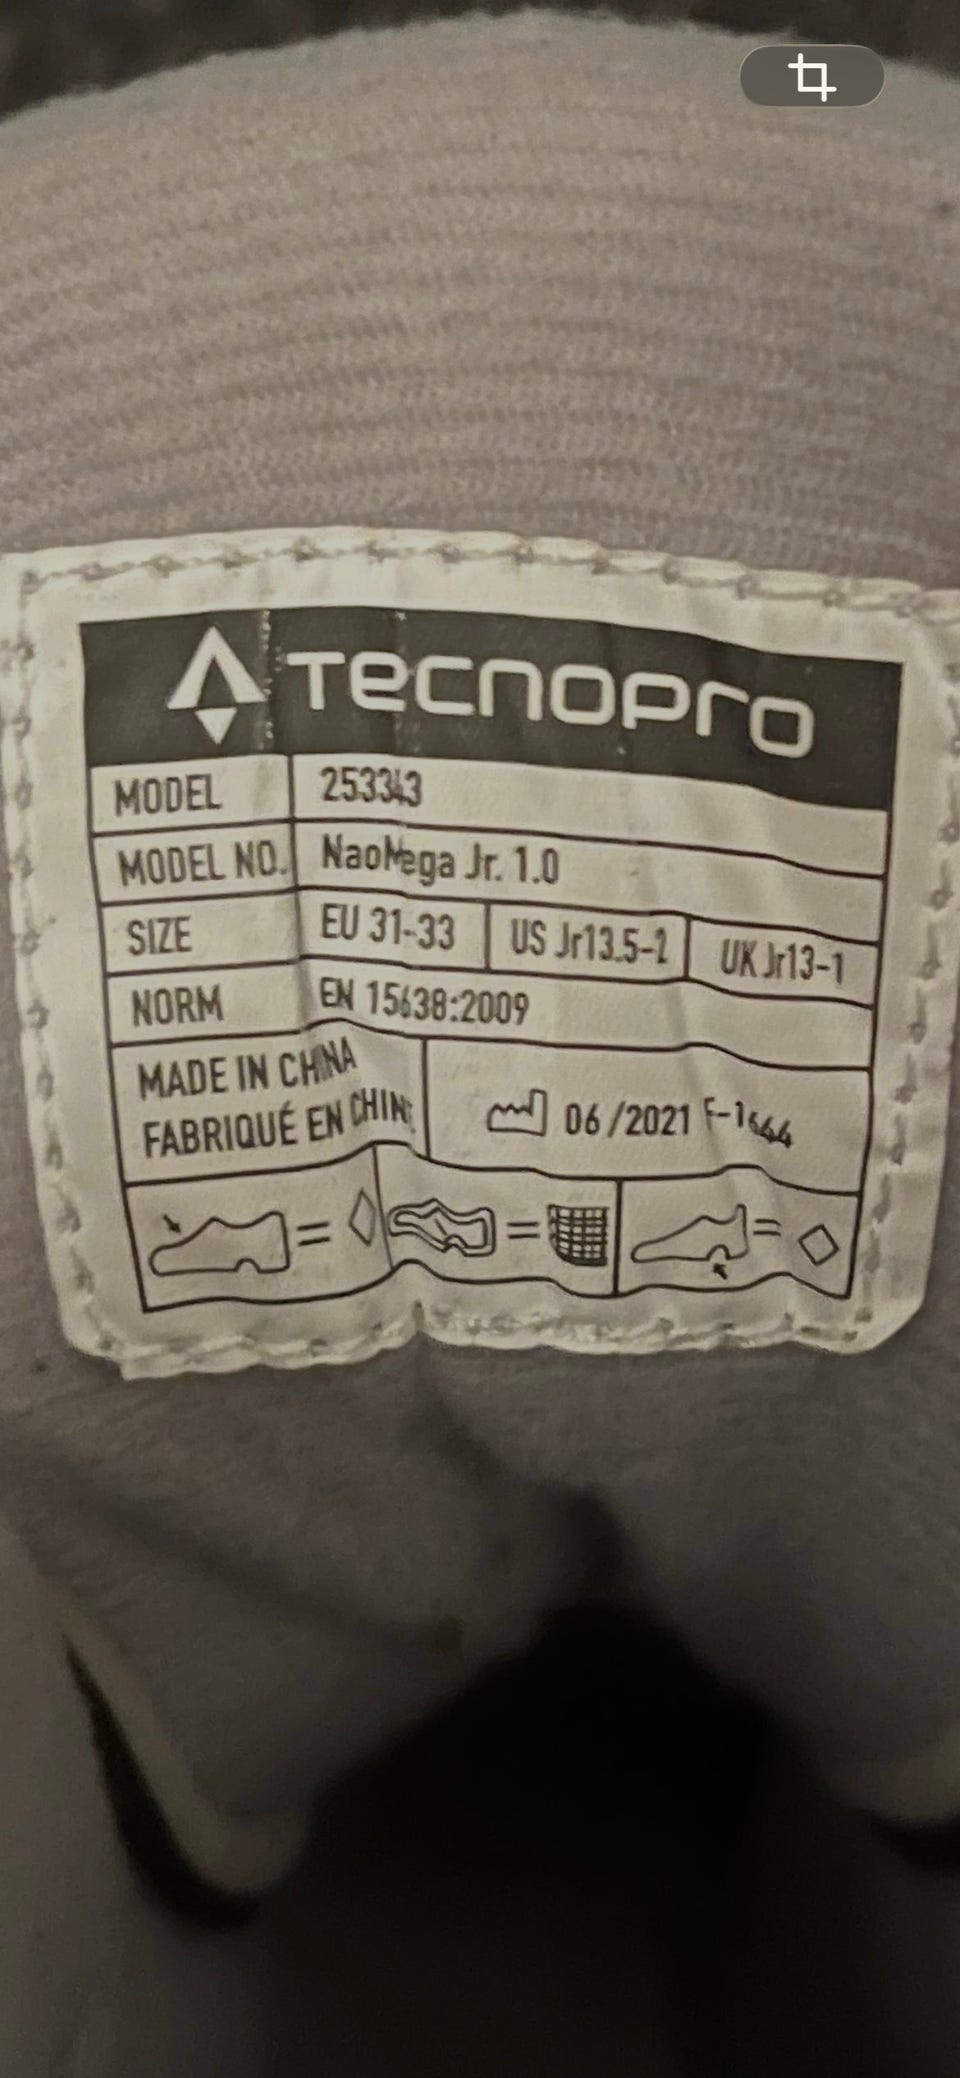 TECNOPRO
MODEL 253343
MODEL NO. NaoMega Jr. 1.0
SIZE EU 31-33 US Jr13.5-2 UK Jr13-1
NORM EN 15638:2009
MADE IN CHINA
FABRIQUÉ EN CHINE
06/2021